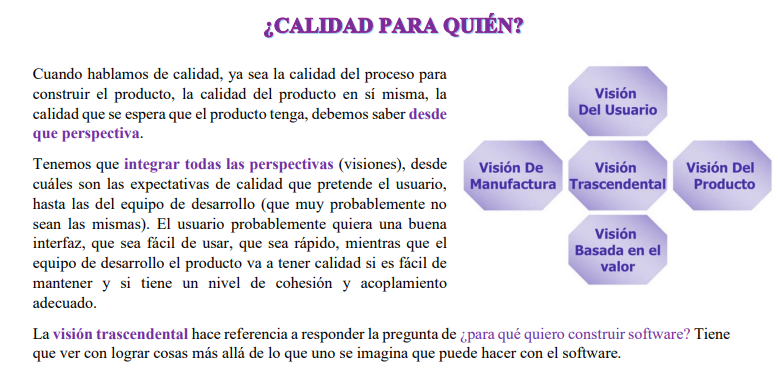 ¿CALIDAD PARA QUIÉN?
Cuando hablamos de calidad, ya sea la calidad del proceso para
construir el producto, la calidad del producto en sí misma, la
calidad que se espera que el producto tenga, debemos saber desde
que perspectiva.
Tenemos que integrar todas las perspectivas (visiones), desde
cuáles son las expectativas de calidad que pretende el usuario,
hasta las del equipo de desarrollo (que muy probablemente no
sean las mismas). El usuario probablemente quiera una buena
interfaz, que sea fácil de usar, que sea rápido, mientras que el
equipo de desarrollo el producto va a tener calidad si es fácil de
mantener y si tiene un nivel de cohesión y acoplamiento
adecuado.
Visión
Del Usuario
Visión De
Manufactura
Visión
Trascendental
Visión Del
Producto
Visión
Basada en el
valor
La visión trascendental hace referencia a responder la pregunta de ¿para qué quiero construir software? Tiene
que ver con lograr cosas más allá de lo que uno se imagina que puede hacer con el software.